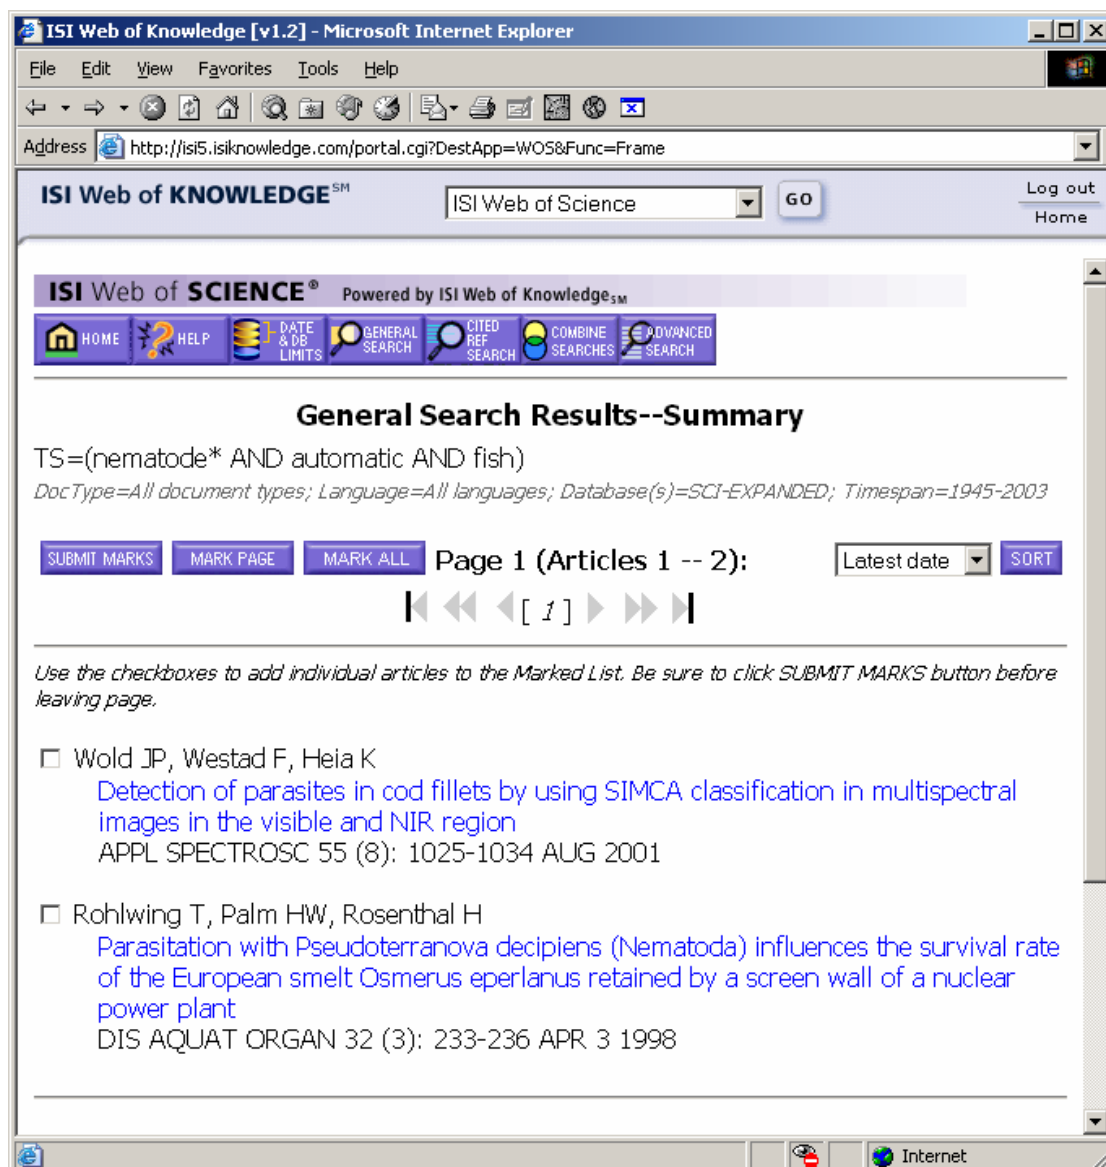 ISI Web of Knowledge [v1.2] - Microsoft Internet Explorer
File Edit View Favorites Tools Help
Address http://isi5.isiknowledge.com/portal.cgi?DestApp=WOS&Func=Frame
ISI Web of KNOWLEDGE SM ISI Web of Science GO Log out
Home
ISI Web of SCIENCE® Powered by ISI Web of Knowledge SM
HOME HELP DATE & DB LIMITS GENERAL SEARCH CITED REF SEARCH COMBINE SEARCHES ADVANCED SEARCH
General Search Results--Summary
TS=(nematode* AND automatic AND fish)
DocType=All document types; Language=All languages; Database(s)=SCI-EXPANDED; Timespan=1945-2003
SUBMIT MARKS MARK PAGE MARK ALL Page 1 (Articles 1 -- 2): Latest date SORT
[ 1 ]
Use the checkboxes to add individual articles to the Marked List. Be sure to click SUBMIT MARKS button before
leaving page.
Wold JP, Westad F, Heia K
Detection of parasites in cod fillets by using SIMCA classification in multispectral
images in the visible and NIR region
APPL SPECTROSC 55 (8): 1025-1034 AUG 2001
Rohlwing T, Palm HW, Rosenthal H
Parasitation with Pseudoterranova decipiens (Nematoda) influences the survival rate
of the European smelt Osmerus eperlanus retained by a screen wall of a nuclear
power plant
DIS AQUAT ORGAN 32 (3): 233-236 APR 3 1998
Internet